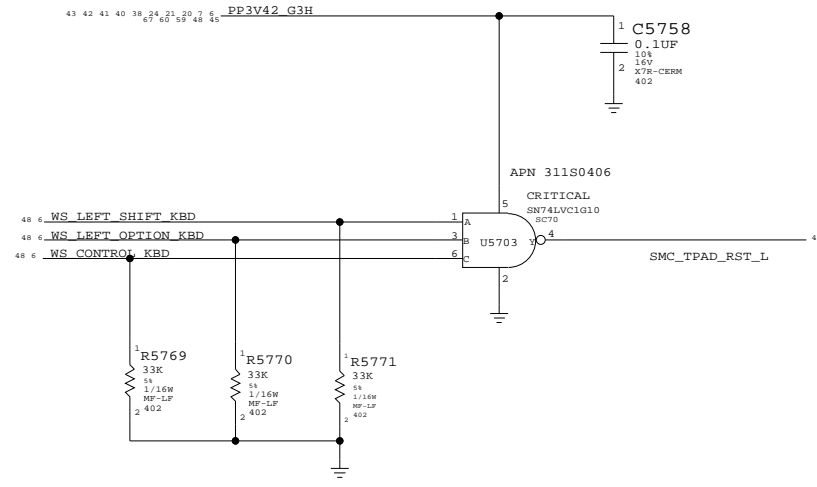 43 42 41 40 38 24 21 20 7 6 PP3V42_G3H
67 60 59 48 45
1 C5758
0.1UF
10%
16V
2 X7R-CERM
402
APN 311S0406
5 CRITICAL
SN74LVC1G10
SC70
48 6 WS_LEFT_SHIFT_KBD 1 A
48 6 WS_LEFT_OPTION_KBD 3 B U5703 Y 4 4
48 6 WS_CONTROL_KBD 6 C SMC_TPAD_RST_L
2
1 R5769
33K
5%
1/16W
MF-LF
2 402
1 R5770
33K
5%
1/16W
MF-LF
2 402
1 R5771
33K
5%
1/16W
MF-LF
2 402